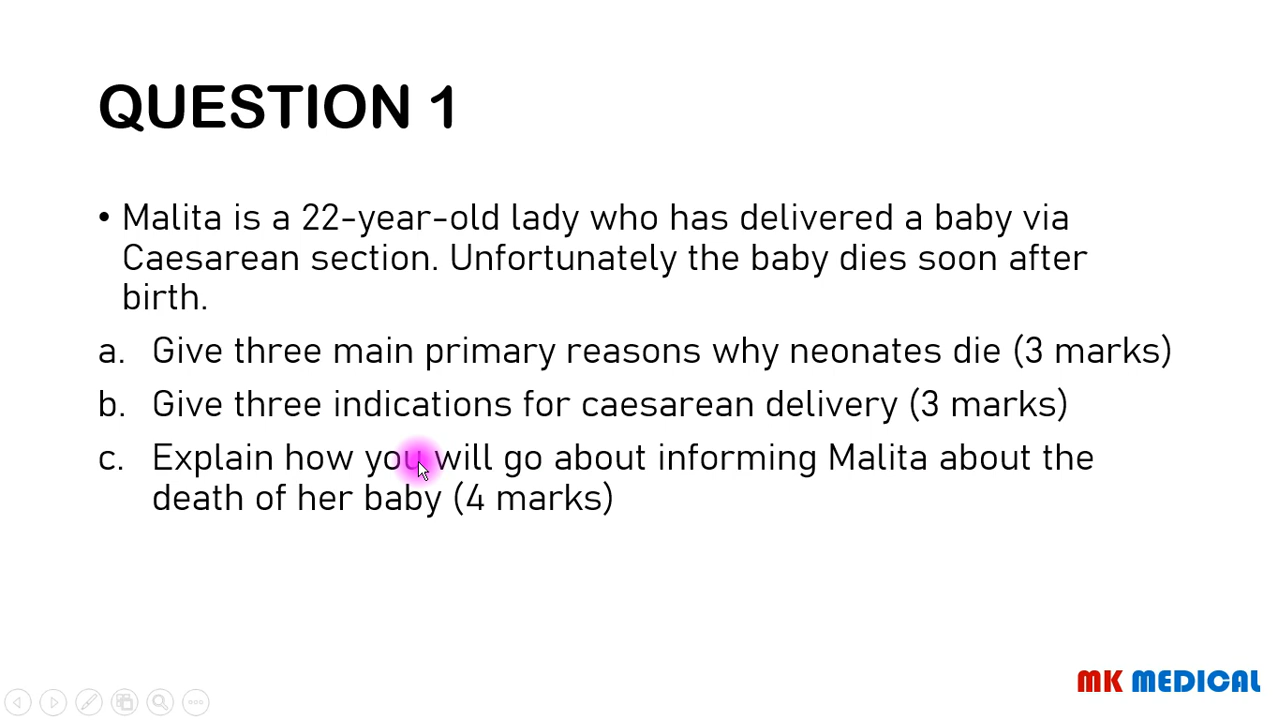 QUESTION 1
• Malita is a 22-year-old lady who has delivered a baby via
Caesarean section. Unfortunately the baby dies soon after
birth.
a. Give three main primary reasons why neonates die (3 marks)
b. Give three indications for caesarean delivery (3 marks)
c. Explain how you will go about informing Malita about the
death of her baby (4 marks)
MK MEDICAL